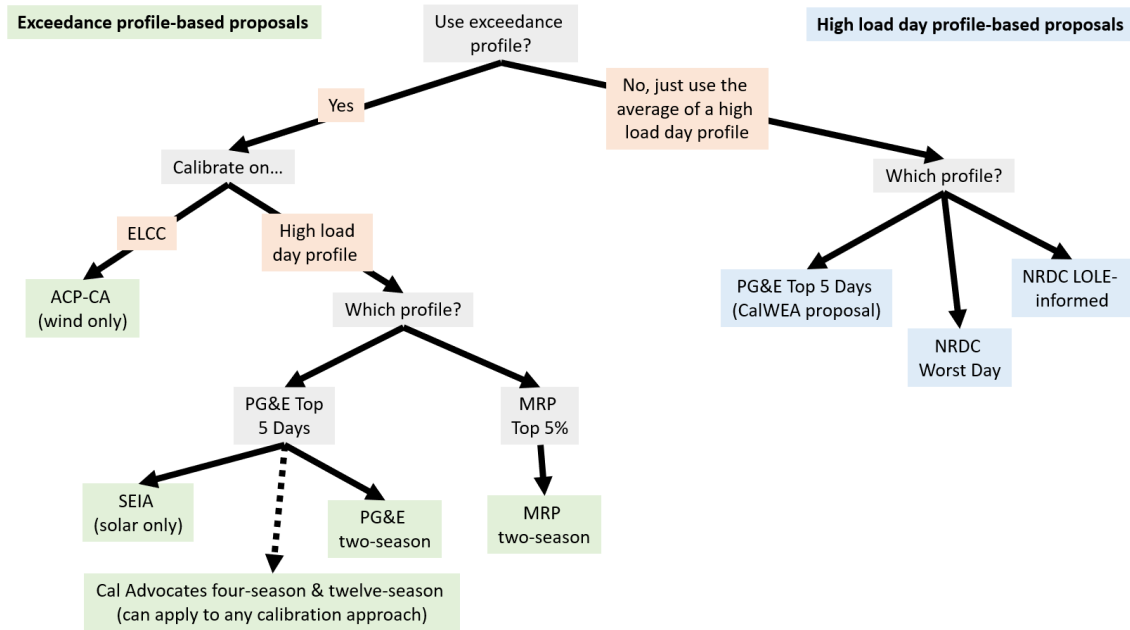 Exceedance profile-based proposals
High load day profile-based proposals
Use exceedance
profile?
Yes
No, just use the
average of a high
load day profile
Calibrate on…
Which profile?
ELCC
High load
day profile
ACP-CA
(wind only)
Which profile?
PG&E Top 5 Days
(CalWEA proposal)
NRDC
Worst Day
NRDC LOLE-
informed
PG&E Top
5 Days
MRP
Top 5%
SEIA
(solar only)
PG&E
two-season
MRP
two-season
Cal Advocates four-season & twelve-season
(can apply to any calibration approach)